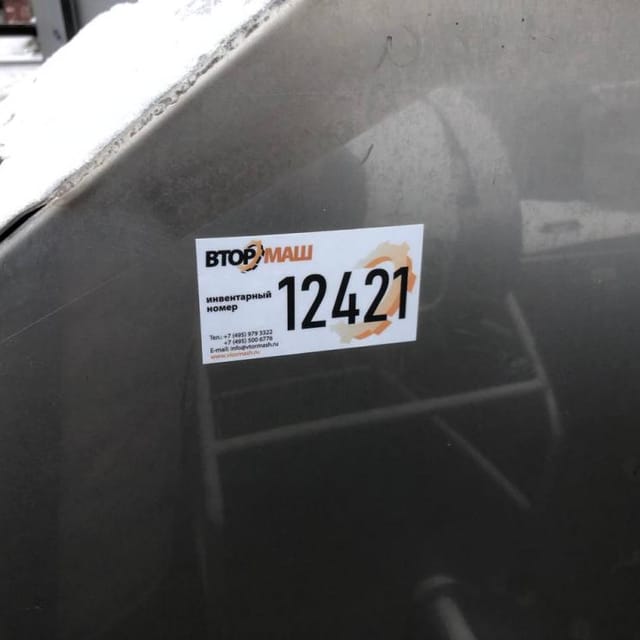 ВТОРМАШ
инвентарный
номер
12421
Тел.: +7 (495) 979 3322
+7 (495) 500 6776
E-mail: info@vtormash.ru
www.vtormash.ru